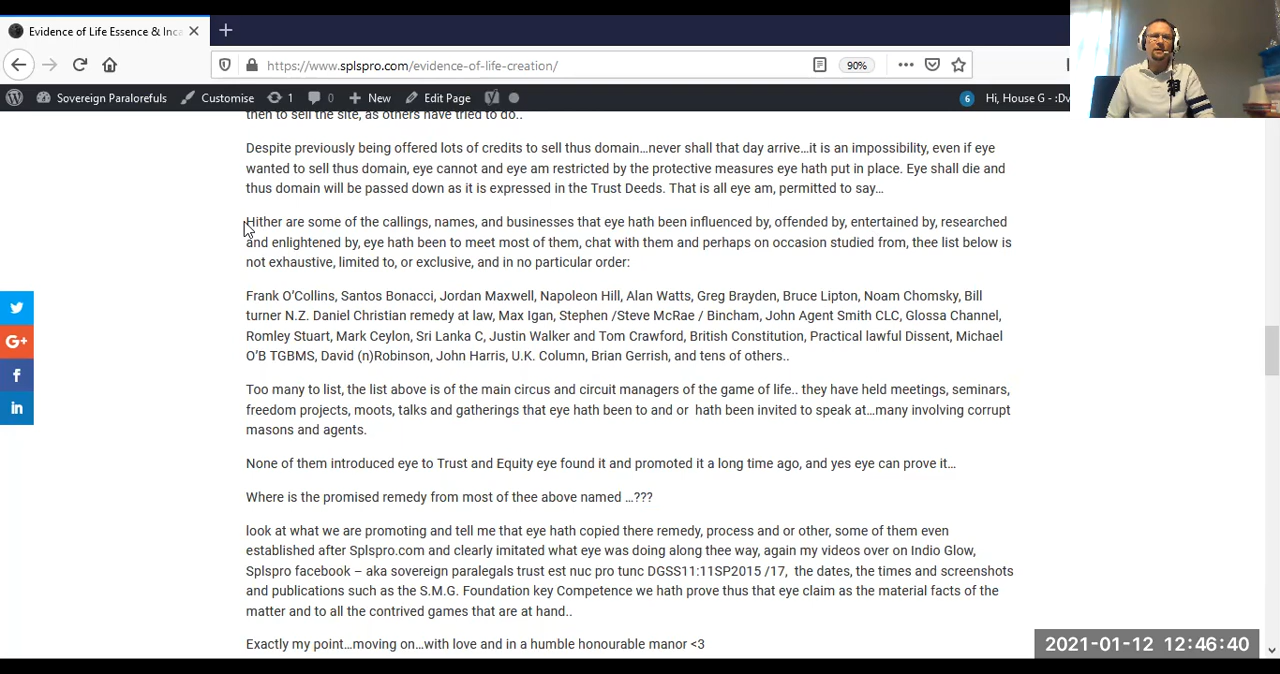 Evidence of Life Essence & Inca
https://www.splspro.com/evidence-of-life-creation/
90%
Sovereign Paralorefuls
Customise
1
0
New
Edit Page
6
Hi, House G - :Dv
then to sell the site, as others have tried to do..
Despite previously being offered lots of credits to sell thus domain…never shall that day arrive…it is an impossibility, even if eye
wanted to sell thus domain, eye cannot and eye am restricted by the protective measures eye hath put in place. Eye shall die and
thus domain will be passed down as it is expressed in the Trust Deeds. That is all eye am, permitted to say…
Hither are some of the callings, names, and businesses that eye hath been influenced by, offended by, entertained by, researched
and enlightened by, eye hath been to meet most of them, chat with them and perhaps on occasion studied from, thee list below is
not exhaustive, limited to, or exclusive, and in no particular order:
Frank O’Collins, Santos Bonacci, Jordan Maxwell, Napoleon Hill, Alan Watts, Greg Brayden, Bruce Lipton, Noam Chomsky, Bill
turner N.Z. Daniel Christian remedy at law, Max Igan, Stephen /Steve McRae / Bincham, John Agent Smith CLC, Glossa Channel,
Romley Stuart, Mark Ceylon, Sri Lanka C, Justin Walker and Tom Crawford, British Constitution, Practical lawful Dissent, Michael
O’B TGBMS, David (n)Robinson, John Harris, U.K. Column, Brian Gerrish, and tens of others..
Too many to list, the list above is of the main circus and circuit managers of the game of life.. they have held meetings, seminars,
freedom projects, moots, talks and gatherings that eye hath been to and or hath been invited to speak at…many involving corrupt
masons and agents.
None of them introduced eye to Trust and Equity eye found it and promoted it a long time ago, and yes eye can prove it…
Where is the promised remedy from most of thee above named …???
look at what we are promoting and tell me that eye hath copied there remedy, process and or other, some of them even
established after Splspro.com and clearly imitated what eye was doing along thee way, again my videos over on Indio Glow,
Splspro facebook – aka sovereign paralegals trust est nuc pro tunc DGSS11:11SP2015 /17, the dates, the times and screenshots
and publications such as the S.M.G. Foundation key Competence we hath prove thus that eye claim as the material facts of the
matter and to all the contrived games that are at hand..
Exactly my point…moving on…with love and in a humble honourable manor <3
2021-01-12 12:46:40